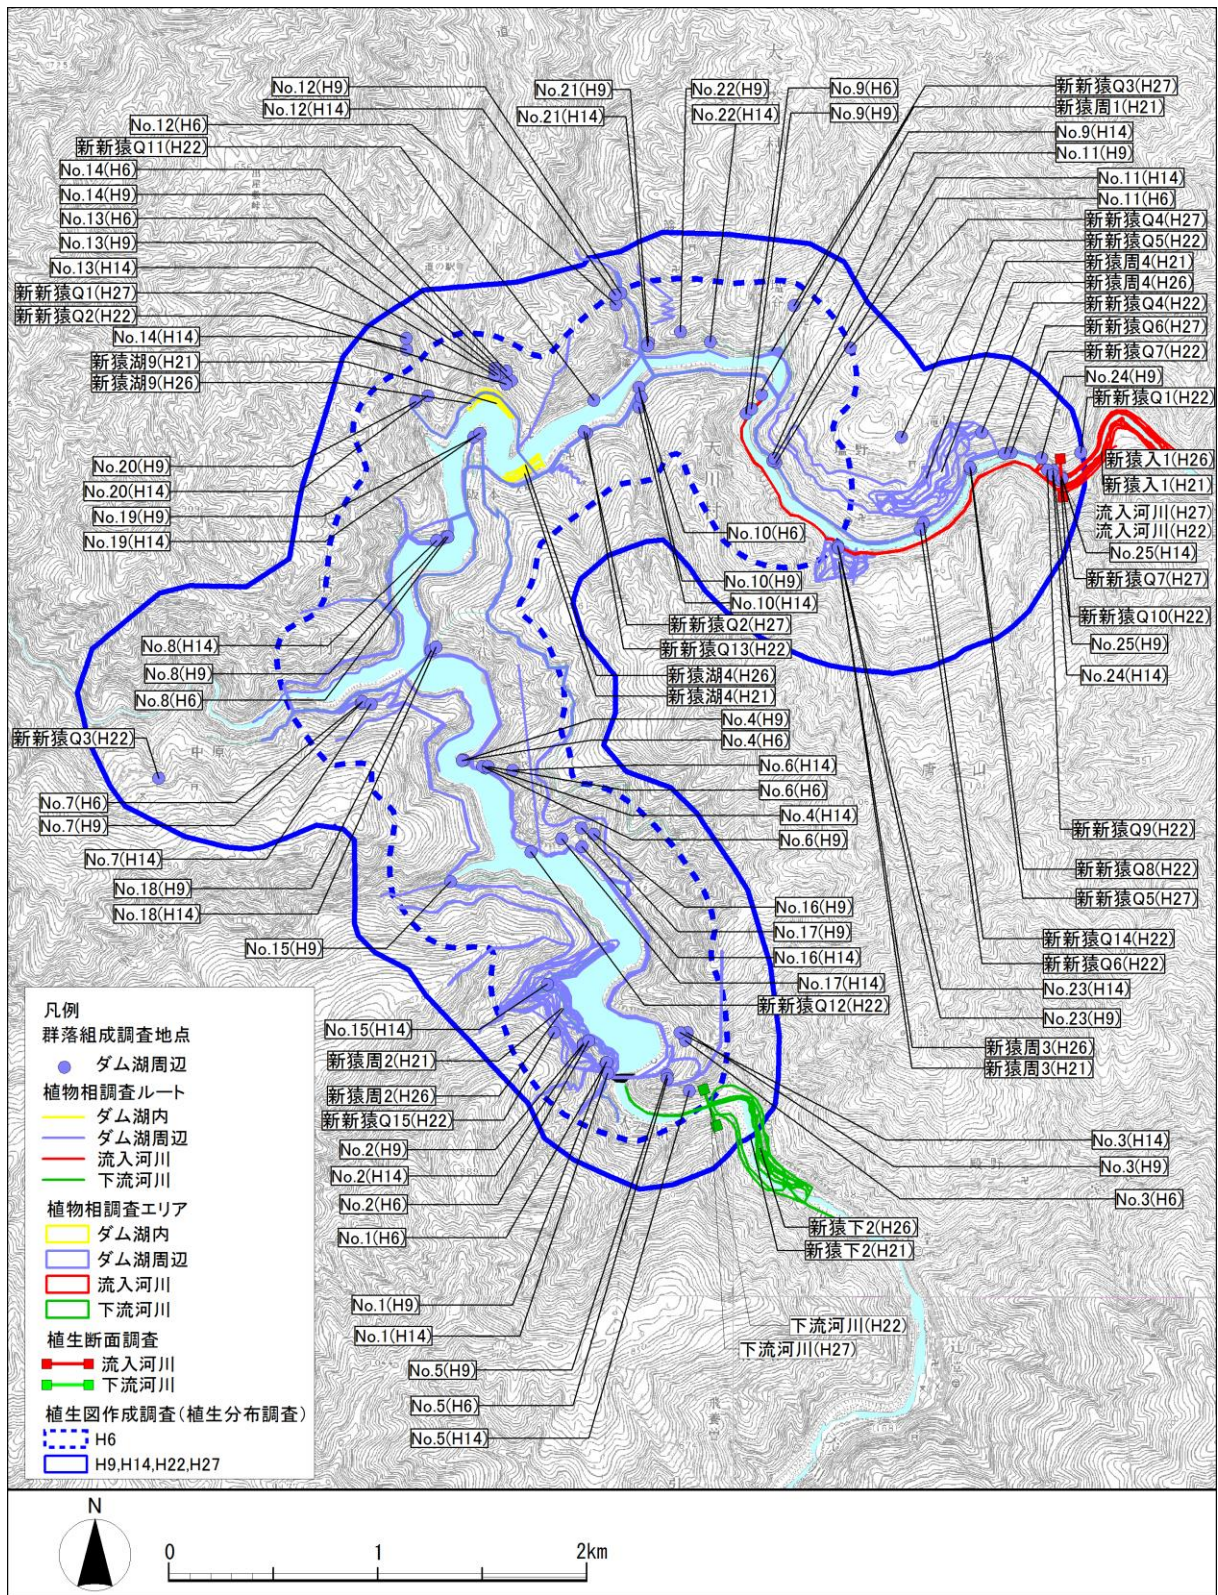 No.12(H9)
No.12(H14)
No.12(H6)
新新猿Q11(H22)
No.14(H6)
No.14(H9)
No.13(H6)
No.13(H9)
No.13(H14)
新新猿Q1(H27)
新新猿Q2(H22)
No.14(H14)
新猿湖9(H21)
新猿湖9(H26)
No.21(H9)
No.21(H14)
No.22(H9)
No.22(H14)
No.9(H6)
No.9(H9)
新新猿Q3(H27)
新猿周1(H21)
No.9(H14)
No.11(H9)
No.11(H14)
No.11(H6)
新新猿Q4(H27)
新新猿Q5(H22)
新猿周4(H21)
新猿周4(H26)
新新猿Q4(H22)
新新猿Q6(H27)
新新猿Q7(H22)
No.24(H9)
新新猿Q1(H22)
新猿入1(H26)
新猿入1(H21)
流入河川(H27)
流入河川(H22)
No.25(H14)
新新猿Q7(H27)
新新猿Q10(H22)
No.25(H9)
No.24(H14)
No.20(H9)
No.20(H14)
No.19(H9)
No.19(H14)
No.10(H6)
No.10(H9)
No.10(H14)
新新猿Q2(H27)
新新猿Q13(H22)
新猿湖4(H26)
新猿湖4(H21)
No.8(H14)
No.8(H9)
No.8(H6)
新新猿Q3(H22)
中原
No.4(H9)
No.4(H6)
No.6(H14)
No.6(H6)
No.4(H14)
No.6(H9)
No.7(H6)
No.7(H9)
No.7(H14)
No.18(H9)
No.18(H14)
No.15(H9)
新新猿Q9(H22)
新新猿Q8(H22)
新新猿Q5(H27)
新新猿Q14(H22)
新新猿Q6(H22)
No.23(H14)
No.23(H9)
新猿周3(H26)
新猿周3(H21)
No.16(H9)
No.17(H9)
No.16(H14)
No.17(H14)
新新猿Q12(H22)
No.15(H14)
新猿周2(H21)
新猿周2(H26)
新新猿Q15(H22)
No.2(H9)
No.2(H14)
No.2(H6)
No.1(H6)
No.1(H9)
No.1(H14)
No.5(H9)
No.5(H6)
No.5(H14)
No.3(H14)
No.3(H9)
No.3(H6)
新猿下2(H26)
新猿下2(H21)
下流河川(H22)
下流河川(H27)
凡例
群落組成調査地点
ダム湖周辺
植物相調査ルート
ダム湖内
ダム湖周辺
流入河川
下流河川
植物相調査エリア
ダム湖内
ダム湖周辺
流入河川
下流河川
植生断面調査
流入河川
下流河川
植生図作成調査(植生分布調査)
H6
H9,H14,H22,H27
N
0 1 2km